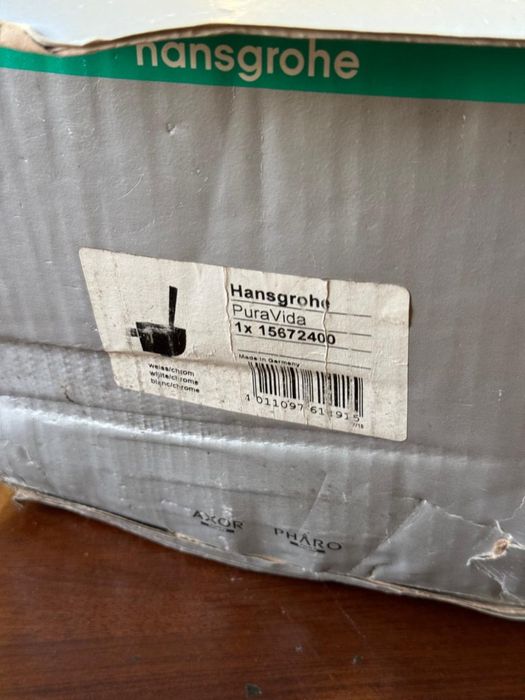 hansgrohe
Hansgrohe
PuraVida
1x 15672400
Made in Germany
weiss/chrom
white/chrome
blanc/chrome
AXOR
PHARO